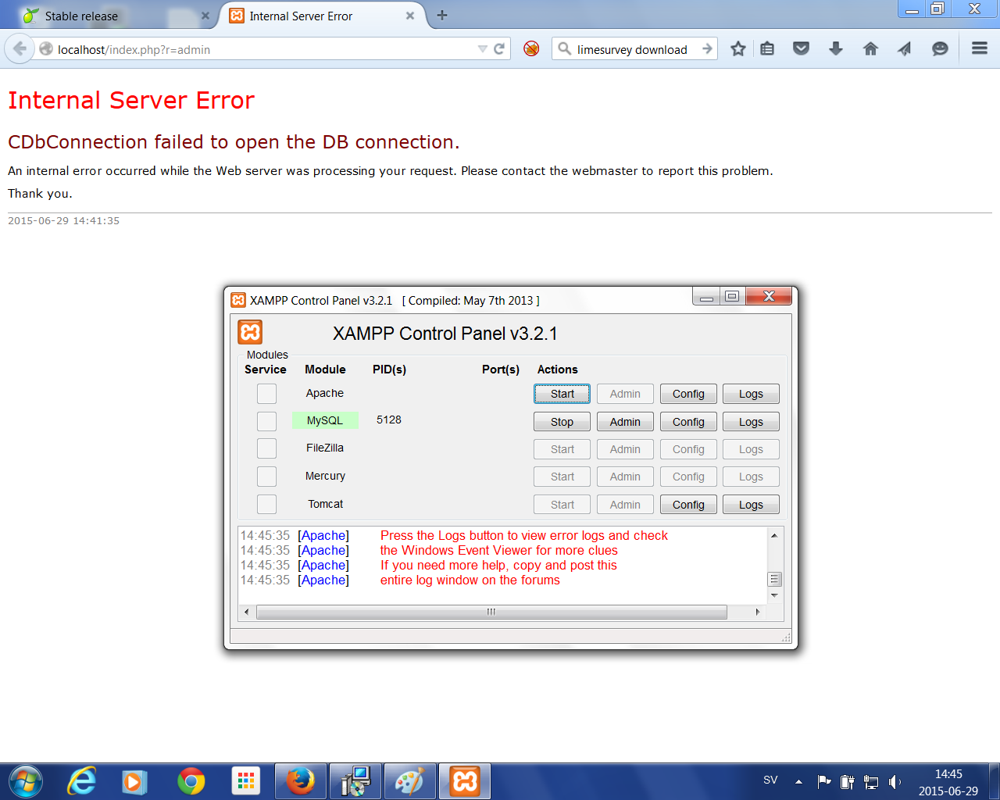 Stable release
Internal Server Error
localhost/index.php?r=admin
limesurvey download
Internal Server Error
CDbConnection failed to open the DB connection.
An internal error occurred while the Web server was processing your request. Please contact the webmaster to report this problem.
Thank you.
2015-06-29 14:41:35
XAMPP Control Panel v3.2.1 [ Compiled: May 7th 2013 ]
XAMPP Control Panel v3.2.1
Modules
Service Module PID(s) Port(s) Actions
Apache Start Admin Config Logs
MySQL 5128 Stop Admin Config Logs
FileZilla Start Admin Config Logs
Mercury Start Admin Config Logs
Tomcat Start Admin Config Logs
14:45:35 [Apache] Press the Logs button to view error logs and check
14:45:35 [Apache] the Windows Event Viewer for more clues
14:45:35 [Apache] If you need more help, copy and post this
14:45:35 [Apache] entire log window on the forums
SV
14:45
2015-06-29